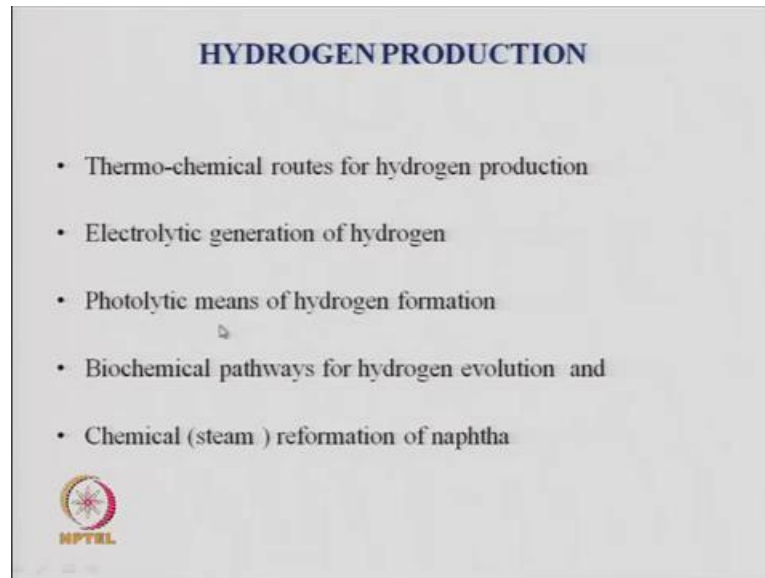 HYDROGEN PRODUCTION
• Thermo-chemical routes for hydrogen production
• Electrolytic generation of hydrogen
• Photolytic means of hydrogen formation
• Biochemical pathways for hydrogen evolution and
• Chemical (steam ) reformation of naphtha
NPTEL